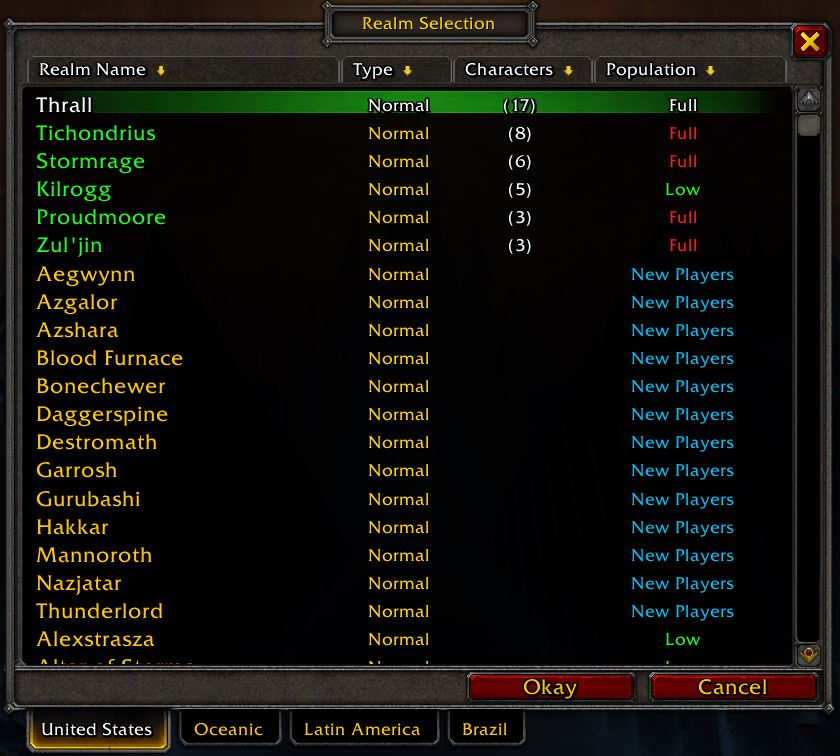 Realm Selection
Realm Name Type Characters Population
Thrall Normal (17) Full
Tichondrius Normal (8) Full
Stormrage Normal (6) Full
Kilrogg Normal (5) Low
Proudmoore Normal (3) Full
Zul'jin Normal (3) Full
Aegwynn Normal New Players
Azgalor Normal New Players
Azshara Normal New Players
Blood Furnace Normal New Players
Bonechewer Normal New Players
Daggerspine Normal New Players
Destromath Normal New Players
Garrosh Normal New Players
Gurubashi Normal New Players
Hakkar Normal New Players
Mannoroth Normal New Players
Nazjatar Normal New Players
Thunderlord Normal New Players
Alexstrasza Normal Low
Okay Cancel
United States Oceanic Latin America Brazil